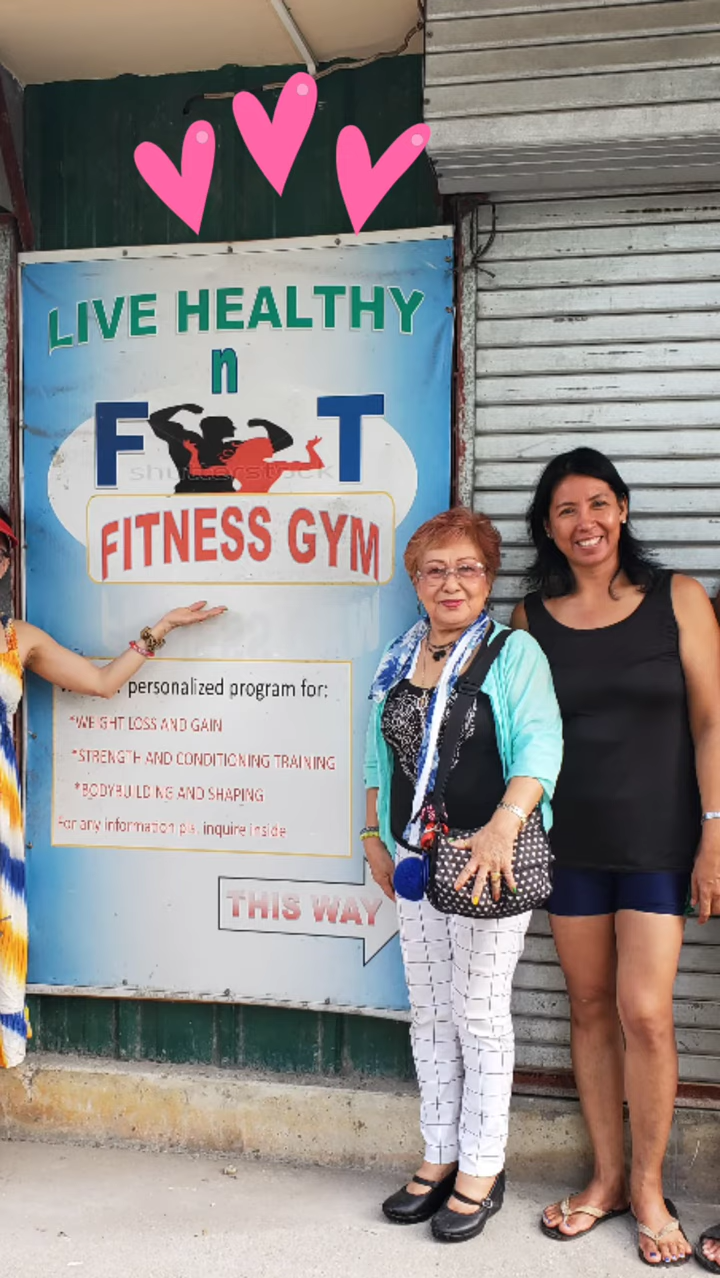 LIVE HEALTHY
n
F T
shutterstock
FITNESS GYM
personalized program for:
*WEIGHT LOSS AND GAIN
*STRENGTH AND CONDITIONING TRAINING
*BODYBUILDING AND SHAPING
For any information pls. inquire inside
THIS WAY